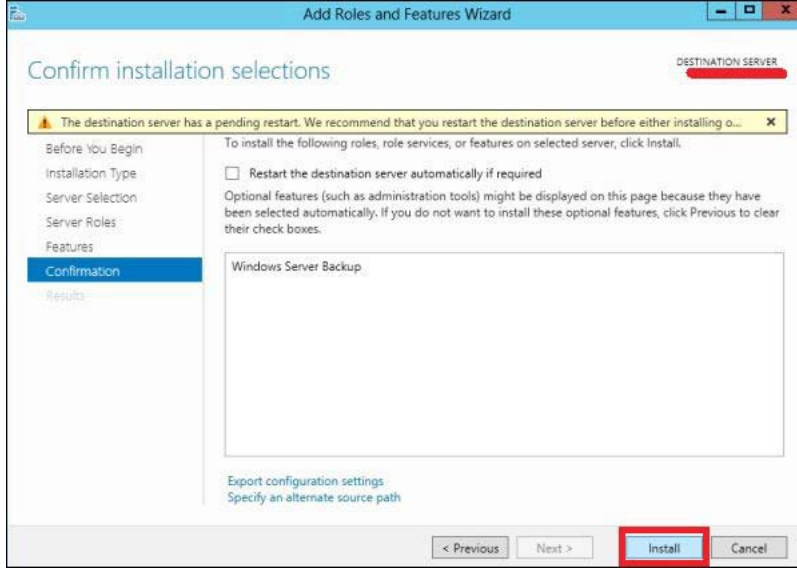 Add Roles and Features Wizard
Confirm installation selections
DESTINATION SERVER
The destination server has a pending restart. We recommend that you restart the destination server before either installing o...
Before You Begin
Installation Type
Server Selection
Server Roles
Features
Confirmation
Results
To install the following roles, role services, or features on selected server, click Install.
Restart the destination server automatically if required
Optional features (such as administration tools) might be displayed on this page because they have
been selected automatically. If you do not want to install these optional features, click Previous to clear
their check boxes.
Windows Server Backup
Export configuration settings
Specify an alternate source path
< Previous
Next >
Install
Cancel